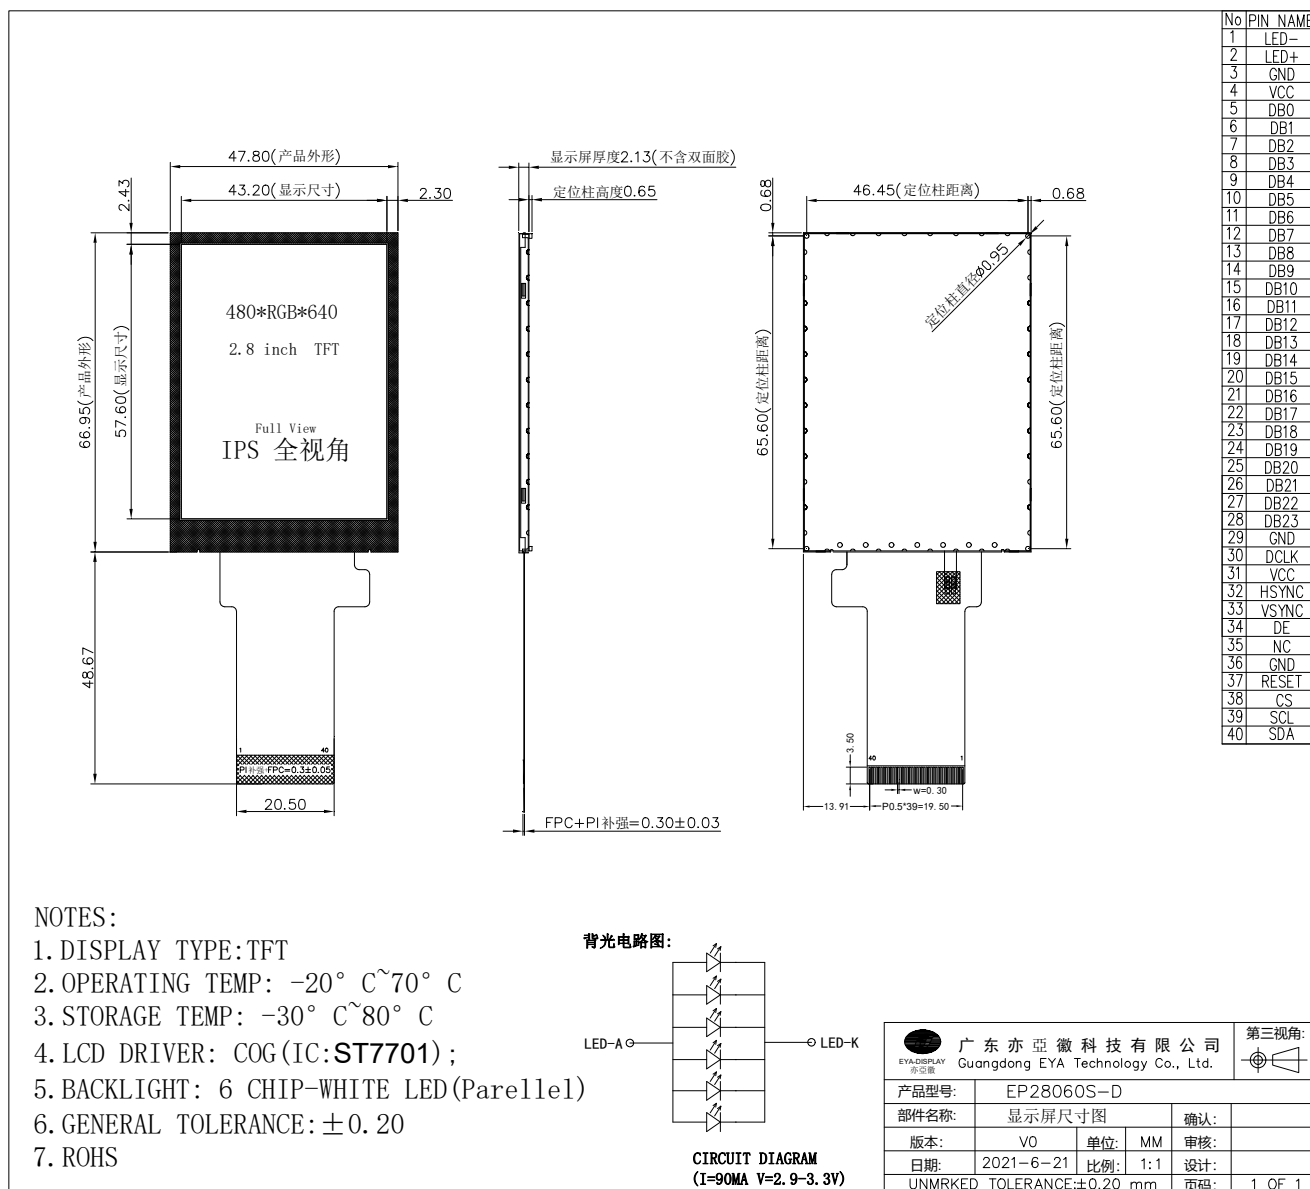 No PIN NAME
1 LED-
2 LED+
3 GND
4 VCC
5 DB0
6 DB1
7 DB2
8 DB3
9 DB4
10 DB5
11 DB6
12 DB7
13 DB8
14 DB9
15 DB10
16 DB11
17 DB12
18 DB13
19 DB14
20 DB15
21 DB16
22 DB17
23 DB18
24 DB19
25 DB20
26 DB21
27 DB22
28 DB23
29 GND
30 DCLK
31 VCC
32 HSYNC
33 VSYNC
34 DE
35 NC
36 GND
37 RESET
38 CS
39 SCL
40 SDA
47.80(产品外形)
43.20(显示尺寸)
2.30
2.43
66.95(产品外形)
57.60(显示尺寸)
480*RGB*640
2.8 inch TFT
Full View
IPS 全视角
48.67
1 40
PI补强+FPC=0.3±0.05
20.50
显示屏厚度2.13(不含双面胶)
定位柱高度0.65
FPC+PI补强=0.30±0.03
0.68
46.45(定位柱距离)
0.68
定位柱直径ø0.95
65.60(定位柱距离)
65.60(定位柱距离)
3.50
40 1
w=0.30
13.91
P0.5*39=19.50
NOTES:
1.DISPLAY TYPE:TFT
2.OPERATING TEMP: -20° C~70° C
3.STORAGE TEMP: -30° C~80° C
4.LCD DRIVER: COG(IC:ST7701);
5.BACKLIGHT: 6 CHIP-WHITE LED(Parellel)
6.GENERAL TOLERANCE:±0.20
7.ROHS
背光电路图:
LED-A
LED-K
CIRCUIT DIAGRAM
(I=90MA V=2.9-3.3V)
EYA-DISPLAY
亦亞徽
广东亦亞徽科技有限公司
Guangdong EYA Technology Co., Ltd.
第三视角:
产品型号: EP28060S-D
部件名称: 显示屏尺寸图 确认:
版本: V0 单位: MM 审核:
日期: 2021-6-21 比例: 1:1 设计:
UNMRKED TOLERANCE:±0.20 mm 页码: 1 OF 1